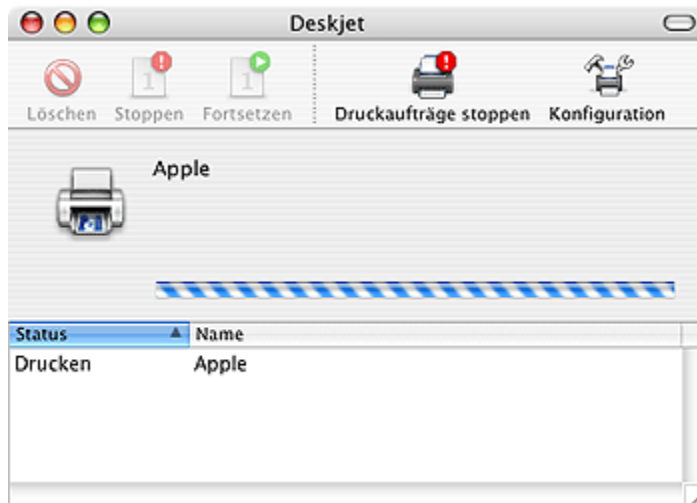 Deskjet
Löschen Stoppen Fortsetzen Druckaufträge stoppen Konfiguration
Apple
Status Name
Drucken Apple